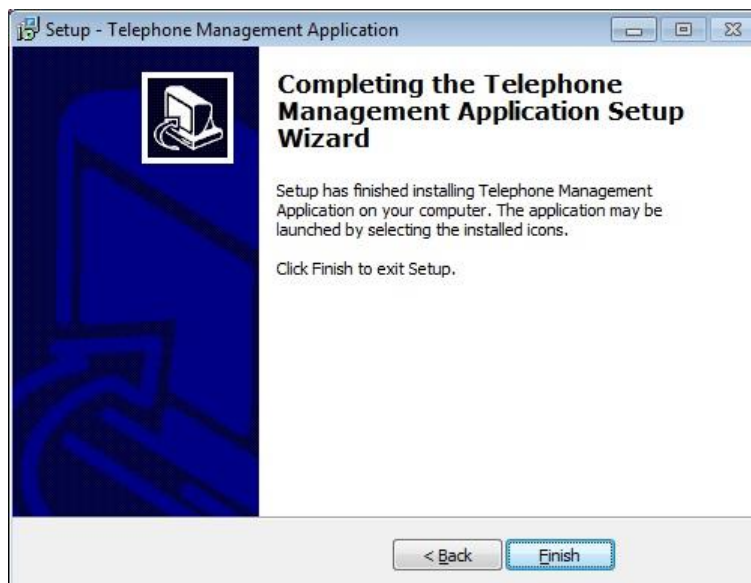 Setup - Telephone Management Application
Completing the Telephone
Management Application Setup
Wizard
Setup has finished installing Telephone Management
Application on your computer. The application may be
launched by selecting the installed icons.
Click Finish to exit Setup.
< Back
Finish